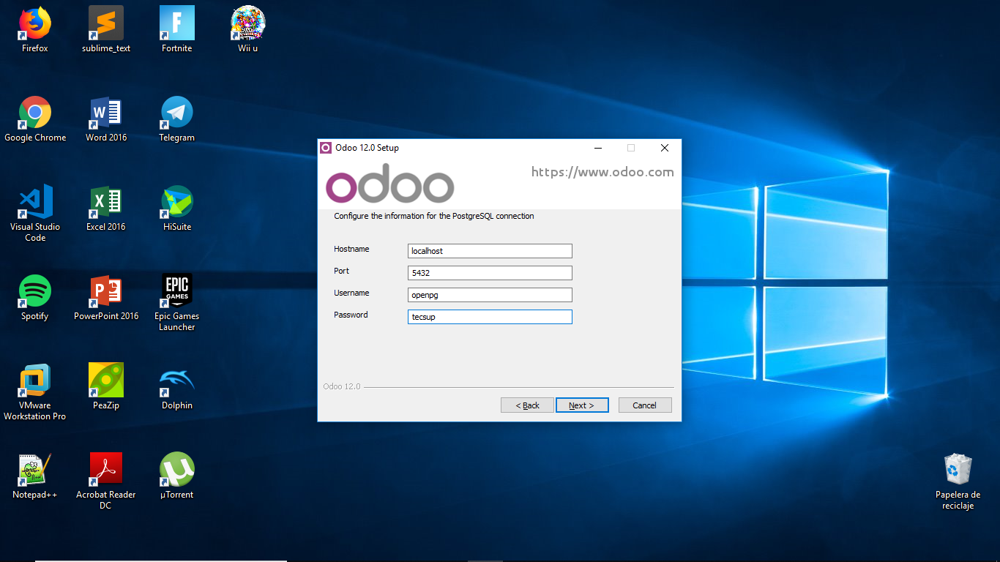 Firefox
sublime_text
Fortnite
Wii u
Google Chrome
Word 2016
Telegram
Visual Studio
Code
Excel 2016
HiSuite
Spotify
PowerPoint 2016
EPIC
GAMES
Epic Games
Launcher
VMware
Workstation Pro
PeaZip
Dolphin
Notepad++
Acrobat Reader
DC
µTorrent
Odoo 12.0 Setup
odoo
https://www.odoo.com
Configure the information for the PostgreSQL connection
Hostname
localhost
Port
5432
Username
openpg
Password
tecsup
Odoo 12.0
< Back
Next >
Cancel
Papelera de
reciclaje